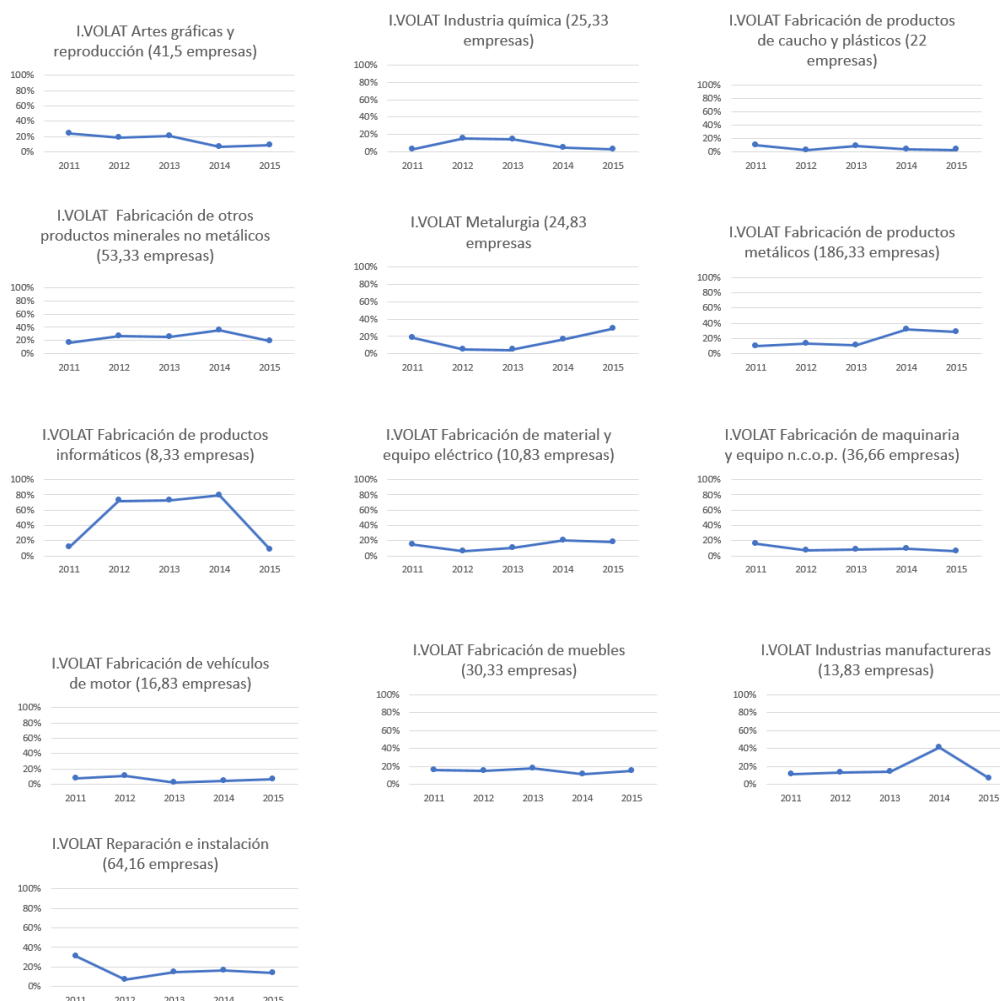 I.VOLAT Artes gráficas y
reproducción (41,5 empresas)
100%
80%
60%
40%
20%
0%
2011 2012 2013 2014 2015
I.VOLAT Industria química (25,33
empresas)
100%
80%
60%
40%
20%
0%
2011 2012 2013 2014 2015
I.VOLAT Fabricación de productos
de caucho y plásticos (22
empresas)
100%
80%
60%
40%
20%
0%
2011 2012 2013 2014 2015
I.VOLAT Fabricación de otros
productos minerales no metálicos
(53,33 empresas)
100%
80%
60%
40%
20%
0%
2011 2012 2013 2014 2015
I.VOLAT Metalurgia (24,83
empresas
100%
80%
60%
40%
20%
0%
2011 2012 2013 2014 2015
I.VOLAT Fabricación de productos
metálicos (186,33 empresas)
100%
80%
60%
40%
20%
0%
2011 2012 2013 2014 2015
I.VOLAT Fabricación de productos
informáticos (8,33 empresas)
100%
80%
60%
40%
20%
0%
2011 2012 2013 2014 2015
I.VOLAT Fabricación de material y
equipo eléctrico (10,83 empresas)
100%
80%
60%
40%
20%
0%
2011 2012 2013 2014 2015
I.VOLAT Fabricación de maquinaria
y equipo n.c.o.p. (36,66 empresas)
100%
80%
60%
40%
20%
0%
2011 2012 2013 2014 2015
I.VOLAT Fabricación de vehículos
de motor (16,83 empresas)
100%
80%
60%
40%
20%
0%
2011 2012 2013 2014 2015
I.VOLAT Fabricación de muebles
(30,33 empresas)
100%
80%
60%
40%
20%
0%
2011 2012 2013 2014 2015
I.VOLAT Industrias manufactureras
(13,83 empresas)
100%
80%
60%
40%
20%
0%
2011 2012 2013 2014 2015
I.VOLAT Reparación e instalación
(64,16 empresas)
100%
80%
60%
40%
20%
0%
2011 2012 2013 2014 2015